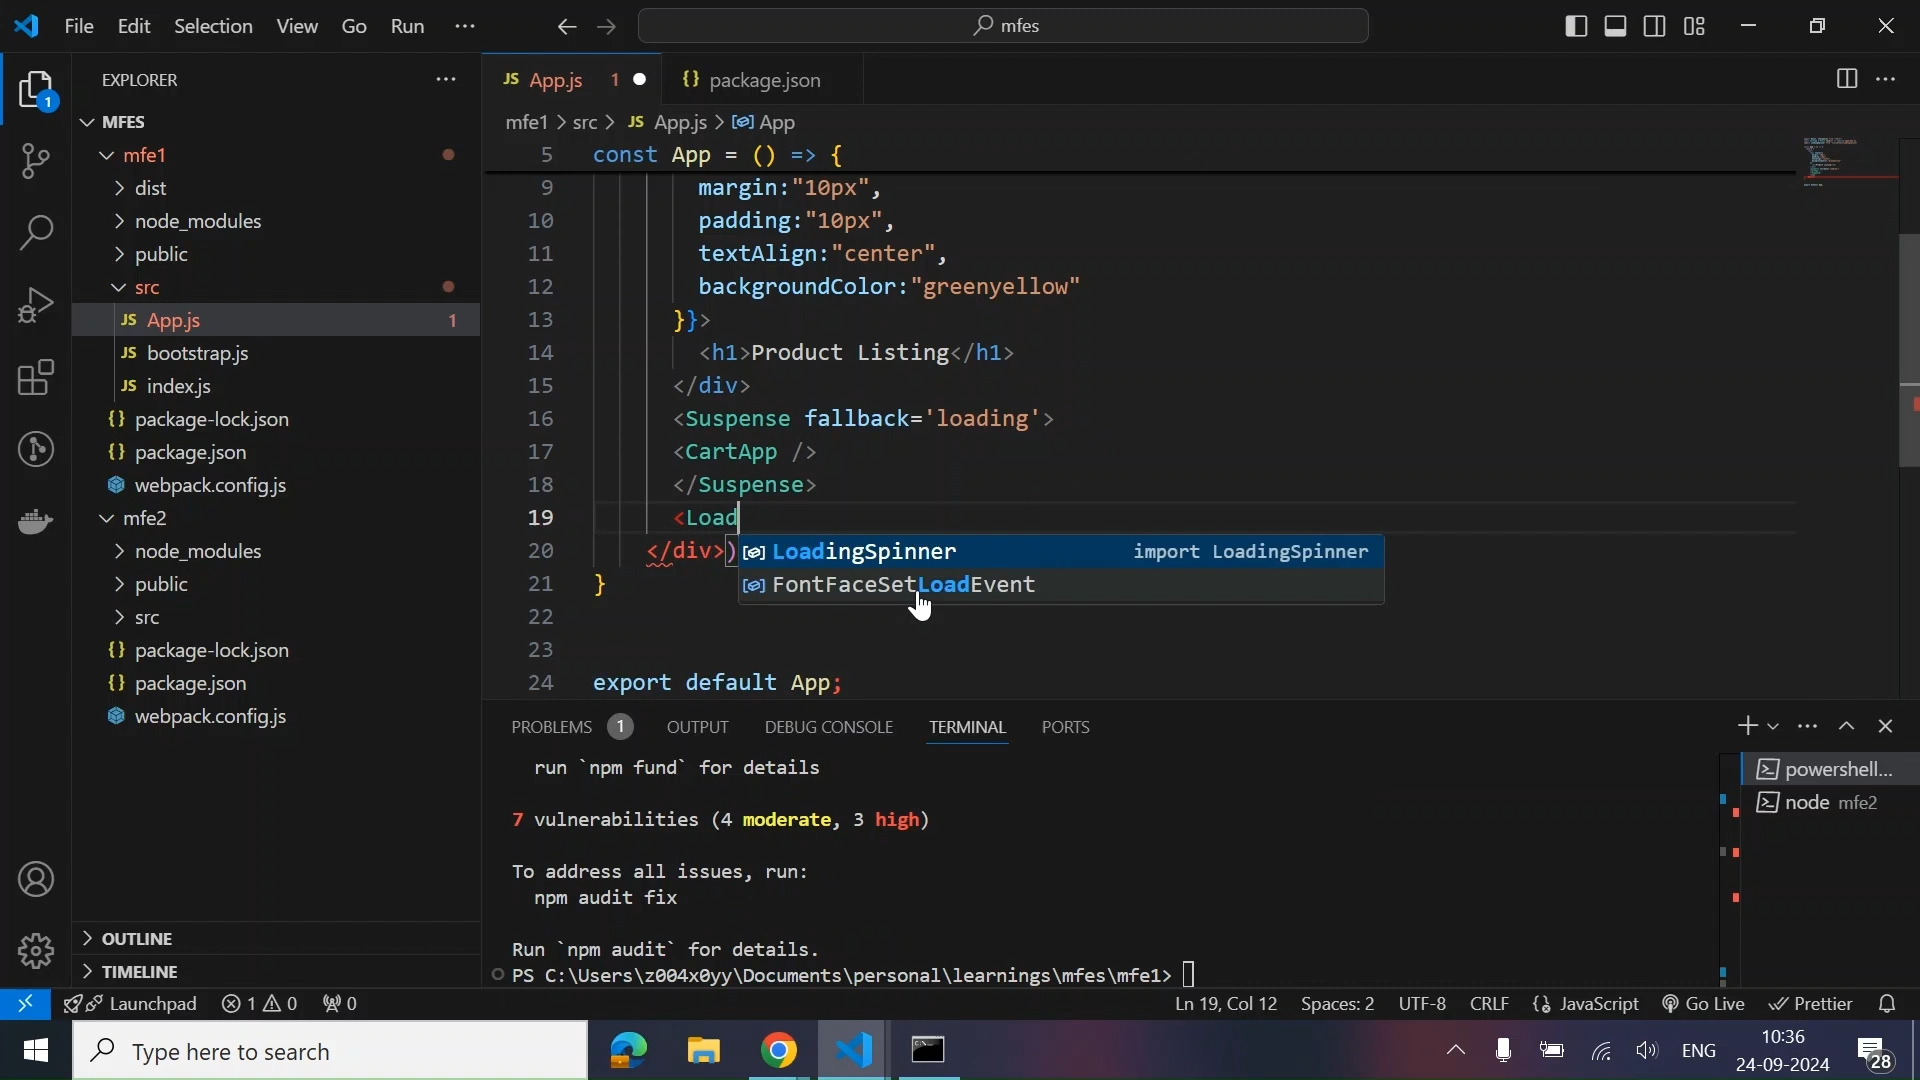 File Edit Selection View Go Run ··· mfes
EXPLORER ···
1
MFES
mfe1
dist
node_modules
public
src
JS App.js 1
JS bootstrap.js
JS index.js
{} package-lock.json
{} package.json
webpack.config.js
mfe2
node_modules
public
src
{} package-lock.json
{} package.json
webpack.config.js
OUTLINE
TIMELINE
JS App.js 1 {} package.json ···
mfe1 > src > JS App.js > App
5 const App = () => {
9 margin:"10px",
10 padding:"10px",
11 textAlign:"center",
12 backgroundColor:"greenyellow"
13 }}>
14 <h1>Product Listing</h1>
15 </div>
16 <Suspense fallback='loading'>
17 <CartApp />
18 </Suspense>
19 <Load
20 </div>)
LoadingSpinner import LoadingSpinner
FontFaceSetLoadEvent
21 }
22
23
24 export default App;
PROBLEMS 1 OUTPUT DEBUG CONSOLE TERMINAL PORTS
run `npm fund` for details
7 vulnerabilities (4 moderate, 3 high)
To address all issues, run:
npm audit fix
Run `npm audit` for details.
PS C:\Users\z004x0yy\Documents\personal\learnings\mfes\mfe1>
powershell...
node mfe2
Launchpad 1 0 0 Ln 19, Col 12 Spaces: 2 UTF-8 CRLF {} JavaScript Go Live Prettier
Type here to search
ENG
10:36
24-09-2024
28